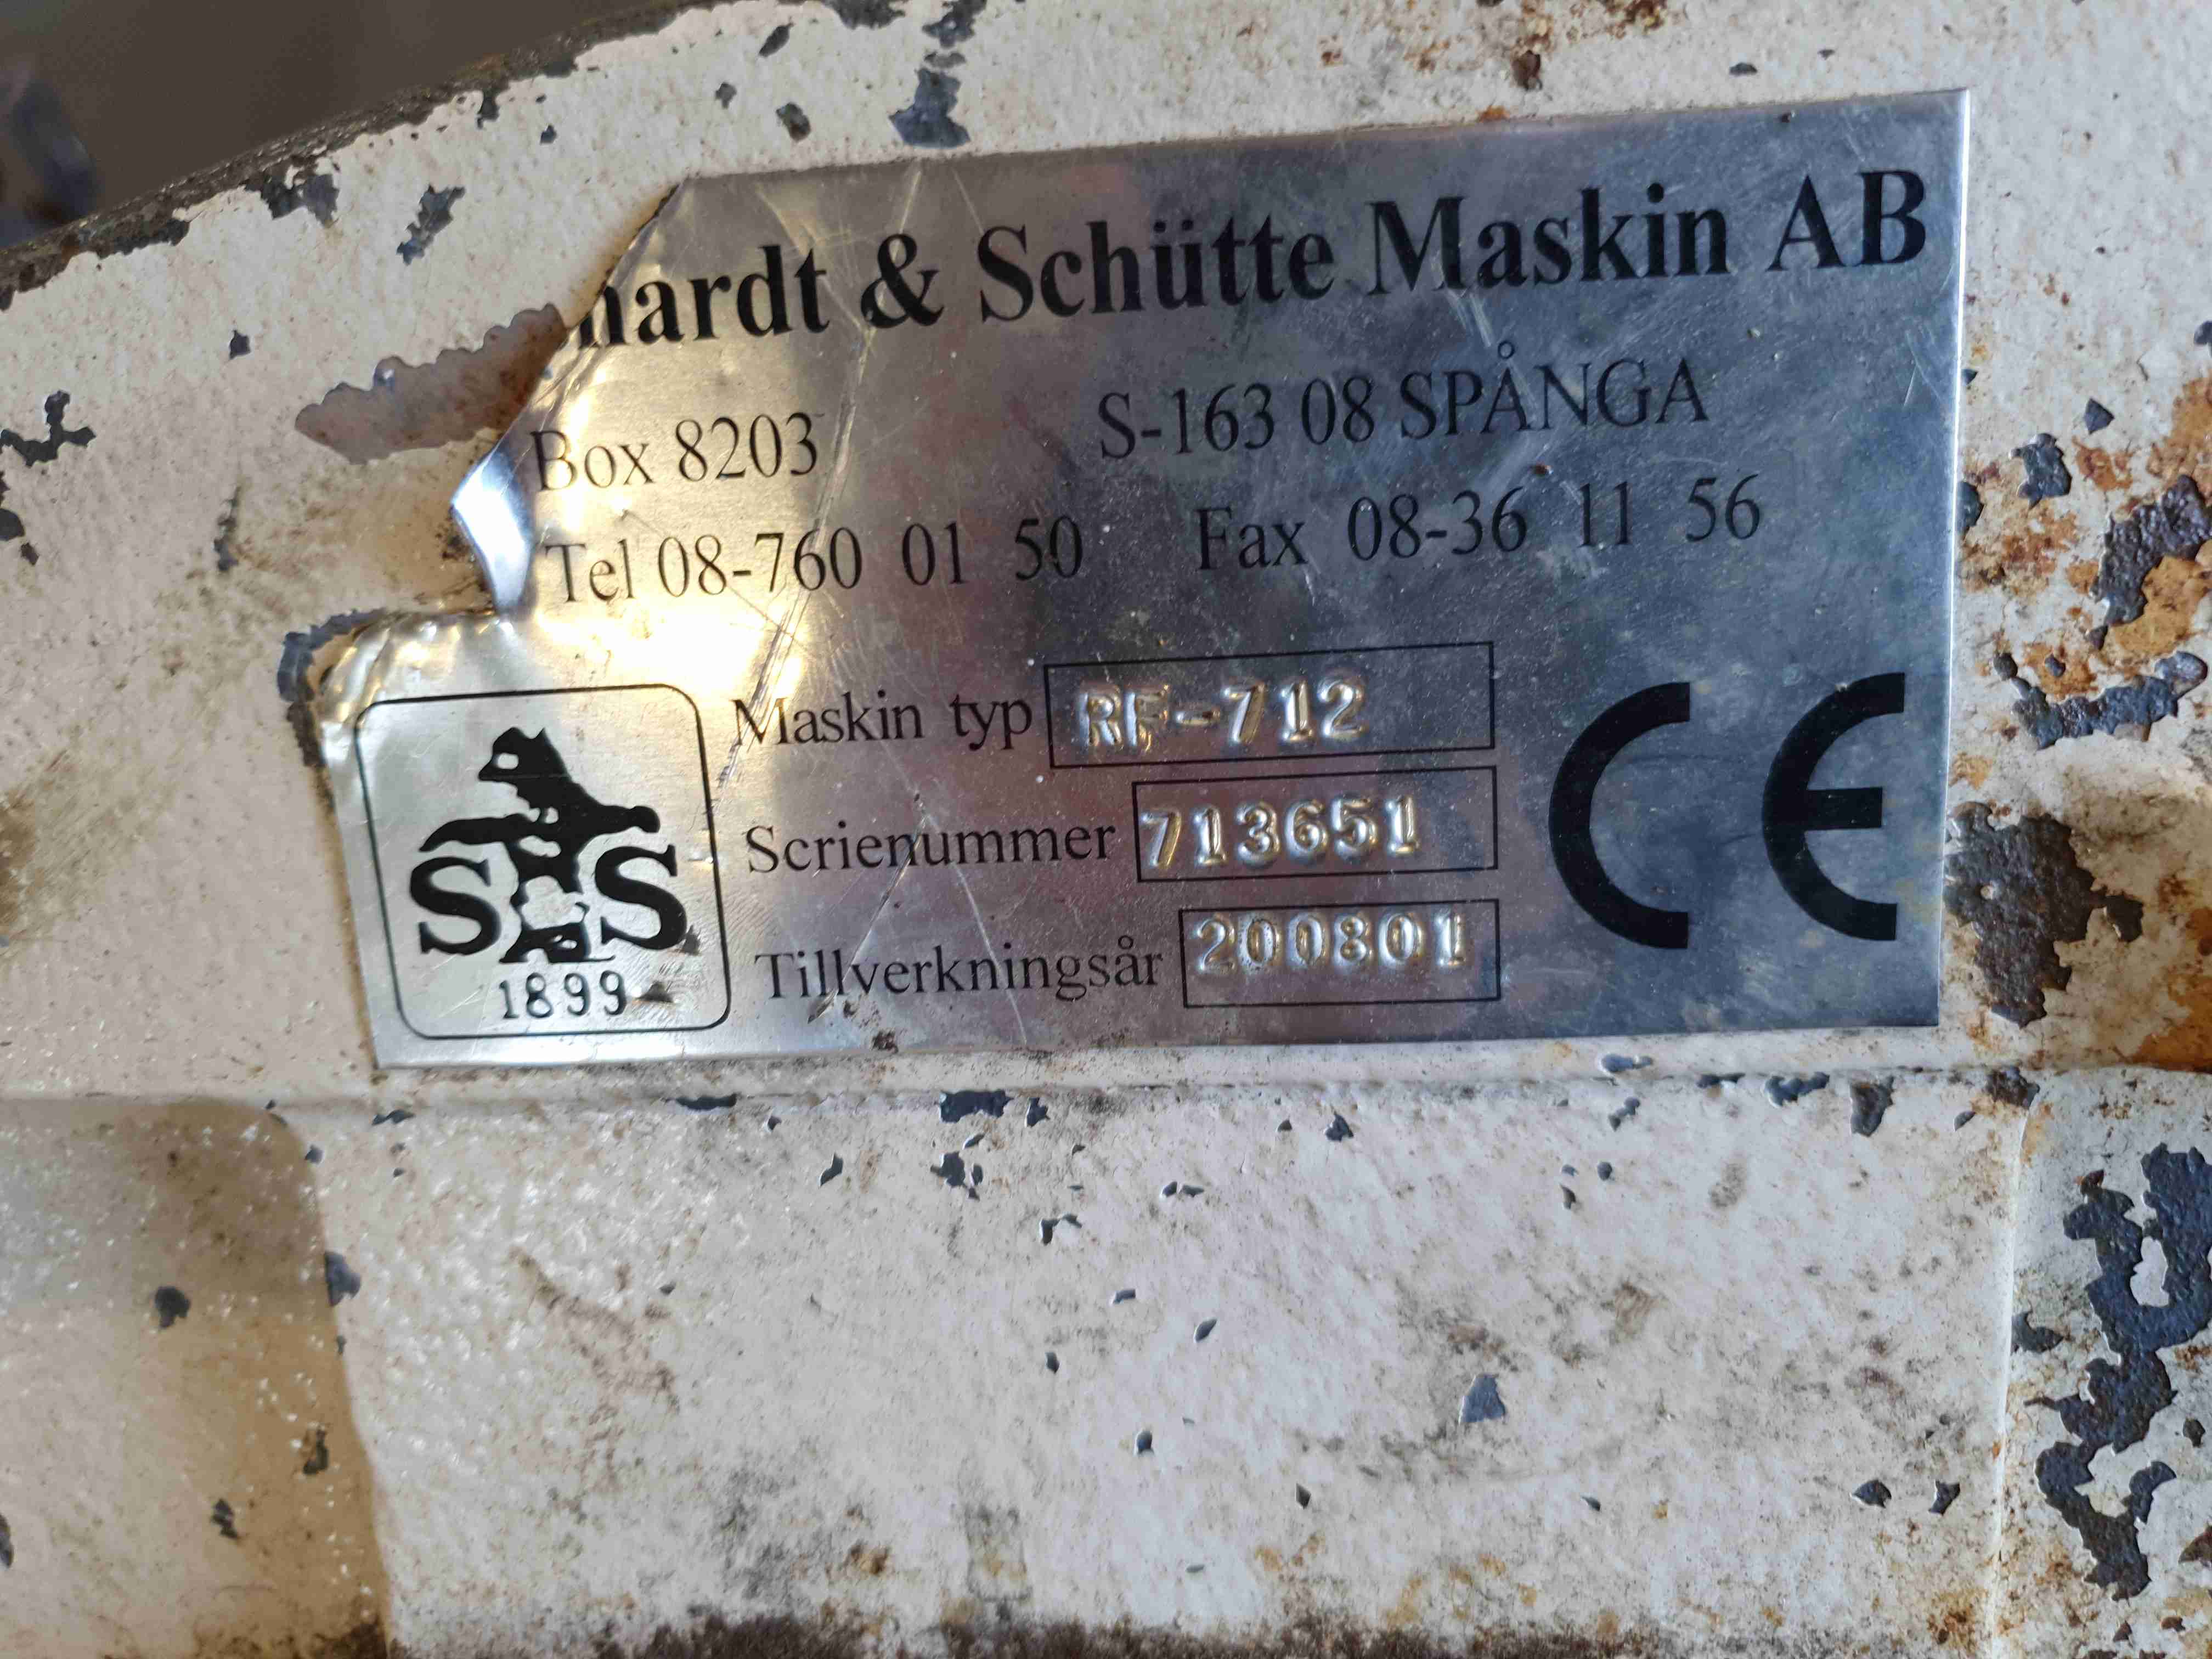 hardt & Schütte Maskin AB
Box 8203 S-163 08 SPÅNGA
Tel 08-760 01 50 Fax 08-36 11 56
Maskin typ RF-712
Serienummer 713651
Tillverkningsår 200801
CE
S S
1899